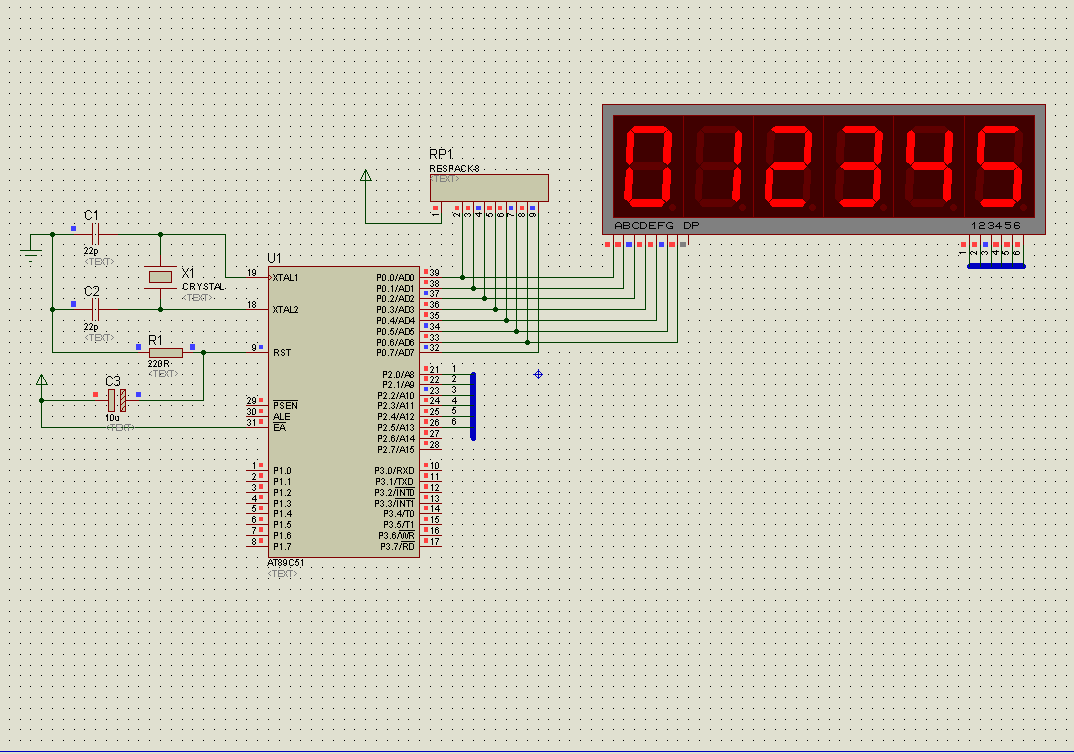 RP1
RESPACK-8
<TEXT>
1
2
3
4
5
6
7
8
9
012345
ABCDEFG DP
123456
1
2
3
4
5
6
C1
22p
<TEXT>
X1
CRYSTAL
<TEXT>
C2
22p
<TEXT>
R1
220R
<TEXT>
C3
10u
<TEXT>
U1
19 XTAL1
18 XTAL2
9 RST
29 PSEN
30 ALE
31 EA
1 P1.0
2 P1.1
3 P1.2
4 P1.3
5 P1.4
6 P1.5
7 P1.6
8 P1.7
P0.0/AD0 39
P0.1/AD1 38
P0.2/AD2 37
P0.3/AD3 36
P0.4/AD4 35
P0.5/AD5 34
P0.6/AD6 33
P0.7/AD7 32
P2.0/A8 21 1
P2.1/A9 22 2
P2.2/A10 23 3
P2.3/A11 24 4
P2.4/A12 25 5
P2.5/A13 26 6
P2.6/A14 27
P2.7/A15 28
P3.0/RXD 10
P3.1/TXD 11
P3.2/INT0 12
P3.3/INT1 13
P3.4/T0 14
P3.5/T1 15
P3.6/WR 16
P3.7/RD 17
AT89C51
<TEXT>